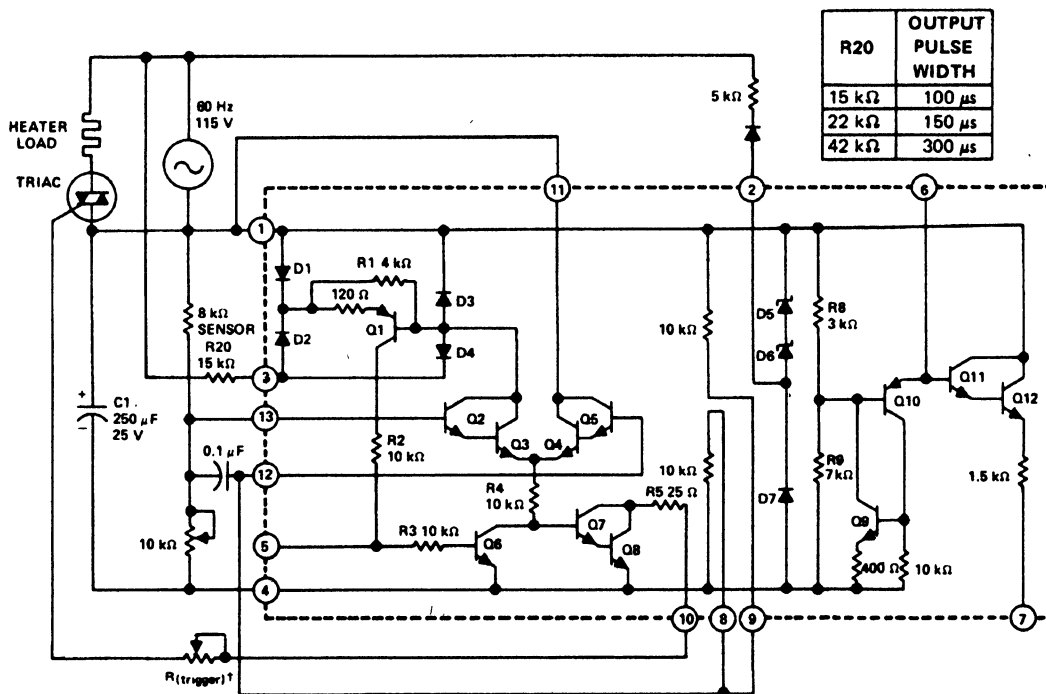 R20 OUTPUT PULSE WIDTH
15 kΩ 100 μs
22 kΩ 150 μs
42 kΩ 300 μs
HEATER LOAD
TRIAC
60 Hz
115 V
5 kΩ
11
2
6
1
D1
R1 4 kΩ
120 Ω
Q1
D2
D3
D4
8 kΩ
SENSOR
R20
15 kΩ
3
13
12
5
4
C1
250 μF
25 V
+
−
0.1 μF
10 kΩ
R2
10 kΩ
Q2
Q3
Q4
Q5
R4
10 kΩ
R5 25 Ω
R3 10 kΩ
Q6
Q7
Q8
10 kΩ
10 kΩ
D5
D6
D7
R8
3 kΩ
R9
7 kΩ
Q10
Q11
Q12
Q9
400 Ω
10 kΩ
1.5 kΩ
10
8
9
7
R(trigger)†